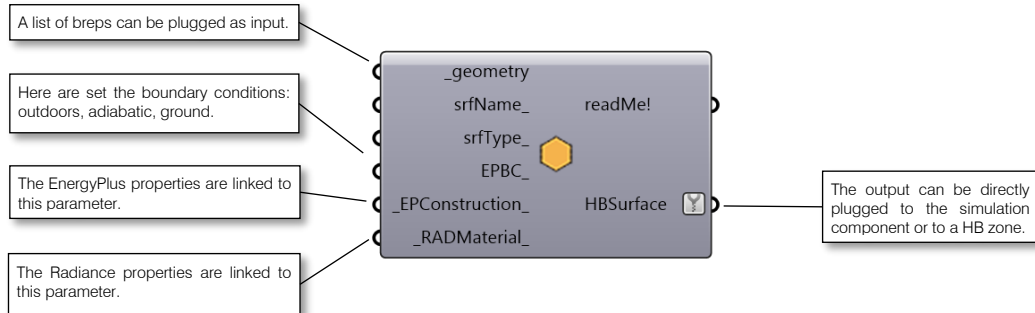 A list of breps can be plugged as input.
Here are set the boundary conditions:
outdoors, adiabatic, ground.
The EnergyPlus properties are linked to
this parameter.
The Radiance properties are linked to
this parameter.
_geometry
srfName_
srfType_
EPBC_
_EPConstruction_
_RADMaterial_
readMe!
HBSurface
The output can be directly
plugged to the simulation
component or to a HB zone.